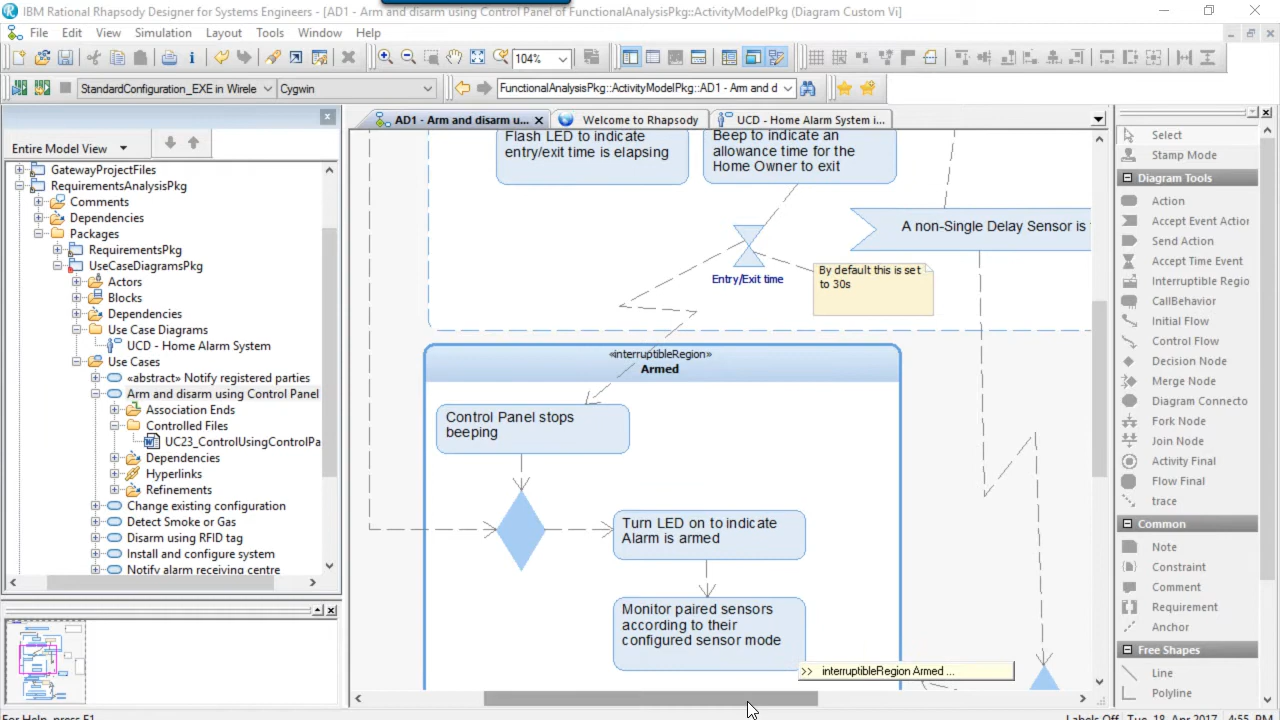 IBM Rational Rhapsody Designer for Systems Engineers - [AD1 - Arm and disarm using Control Panel of FunctionalAnalysisPkg::ActivityModelPkg (Diagram Custom Vi]
File Edit View Simulation Layout Tools Window Help
104%
StandardConfiguration_EXE in Wirele
Cygwin
FunctionalAnalysisPkg::ActivityModelPkg::AD1 - Arm and d
Entire Model View
GatewayProjectFiles
RequirementsAnalysisPkg
Comments
Dependencies
Packages
RequirementsPkg
UseCaseDiagramsPkg
Actors
Blocks
Dependencies
Use Case Diagrams
UCD - Home Alarm System
Use Cases
«abstract» Notify registered parties
Arm and disarm using Control Panel
Association Ends
Controlled Files
UC23_ControlUsingControlPa
Dependencies
Hyperlinks
Refinements
Change existing configuration
Detect Smoke or Gas
Disarm using RFID tag
Install and configure system
Notify alarm receiving centre
AD1 - Arm and disarm u...
Welcome to Rhapsody
UCD - Home Alarm System i...
Flash LED to indicate
entry/exit time is elapsing
Beep to indicate an
allowance time for the
Home Owner to exit
A non-Single Delay Sensor is
Entry/Exit time
By default this is set
to 30s
«interruptibleRegion»
Armed
Control Panel stops
beeping
Turn LED on to indicate
Alarm is armed
Monitor paired sensors
according to their
configured sensor mode
>> interruptibleRegion Armed ...
Select
Stamp Mode
Diagram Tools
Action
Accept Event Action
Send Action
Accept Time Event
Interruptible Regio
CallBehavior
Initial Flow
Control Flow
Decision Node
Merge Node
Diagram Connecto
Fork Node
Join Node
Activity Final
Flow Final
trace
Common
Note
Constraint
Comment
Requirement
Anchor
Free Shapes
Line
Polyline
For Help, press F1
Labels Off Tue, 18, Apr 2017 4:55 PM